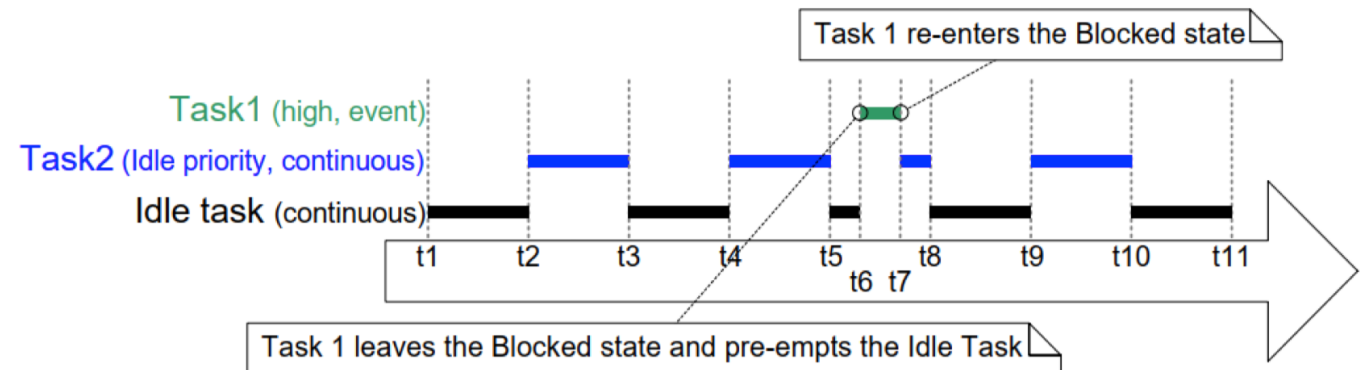 Task 1 re-enters the Blocked state
Task1 (high, event)
Task2 (Idle priority, continuous)
Idle task (continuous)
t1 t2 t3 t4 t5 t8 t9 t10 t11
t6 t7
Task 1 leaves the Blocked state and pre-empts the Idle Task